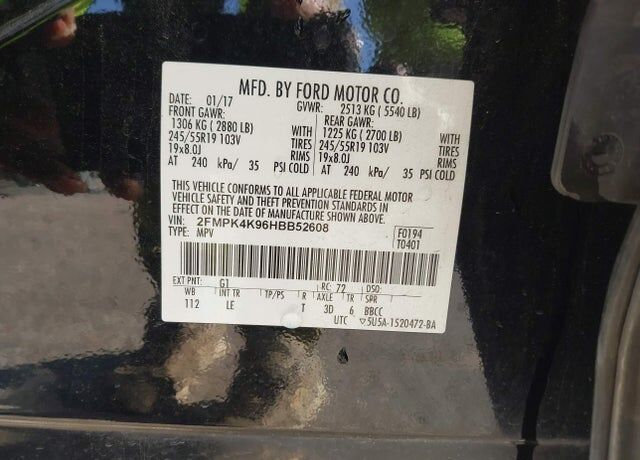 MFD. BY FORD MOTOR CO.
DATE: 01/17 GVWR: 2513 KG ( 5540 LB)
FRONT GAWR: REAR GAWR:
1306 KG ( 2880 LB) WITH 1225 KG ( 2700 LB) WITH
245/55R19 103V TIRES 245/55R19 103V TIRES
19x8.0J RIMS 19x8.0J RIMS
AT 240 kPa/ 35 PSI COLD AT 240 kPa/ 35 PSI COLD
THIS VEHICLE CONFORMS TO ALL APPLICABLE FEDERAL MOTOR
VEHICLE SAFETY AND THEFT PREVENTION STANDARDS IN
EFFECT ON THE DATE OF MANUFACTURE SHOWN ABOVE.
VIN: 2FMPK4K96HBB52608 F0194
TYPE: MPV T0401
EXT PNT: G1 RC: 72 DSO:
WB INT TR TP/PS R AXLE TR SPR
112 LE T 3D 6 BBCC
UTC ▽5U5A-1520472-BA